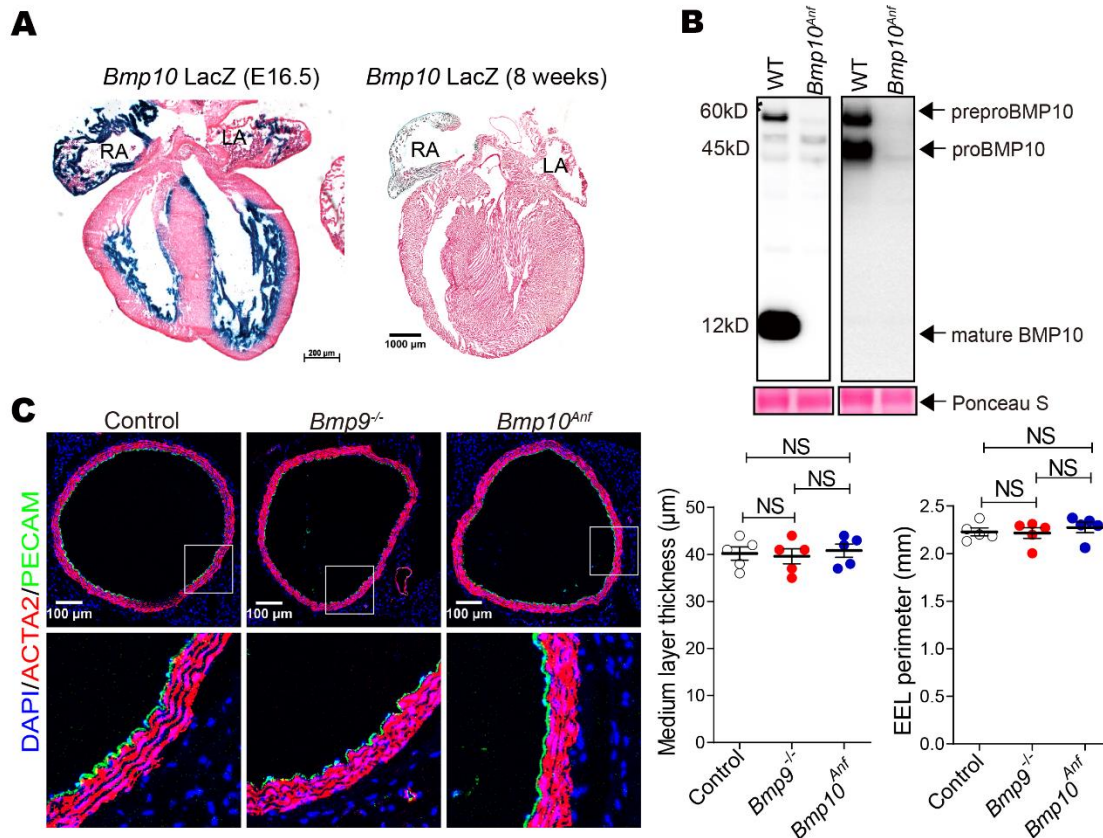 A
Bmp10 LacZ (E16.5)
Bmp10 LacZ (8 weeks)
RA
LA
RA
LA
200 µm
1000 µm
B
WT
Bmp10Anf
WT
Bmp10Anf
60kD
45kD
12kD
preproBMP10
proBMP10
mature BMP10
Ponceau S
C
Control
Bmp9-/-
Bmp10Anf
DAPI/ACTA2/PECAM
100 µm
100 µm
100 µm
Medium layer thickness (µm)
50
40
30
20
10
0
NS
NS
NS
Control
Bmp9-/-
Bmp10Anf
EEL perimeter (mm)
2.5
2.0
1.5
1.0
0.5
0.0
NS
NS
NS
Control
Bmp9-/-
Bmp10Anf